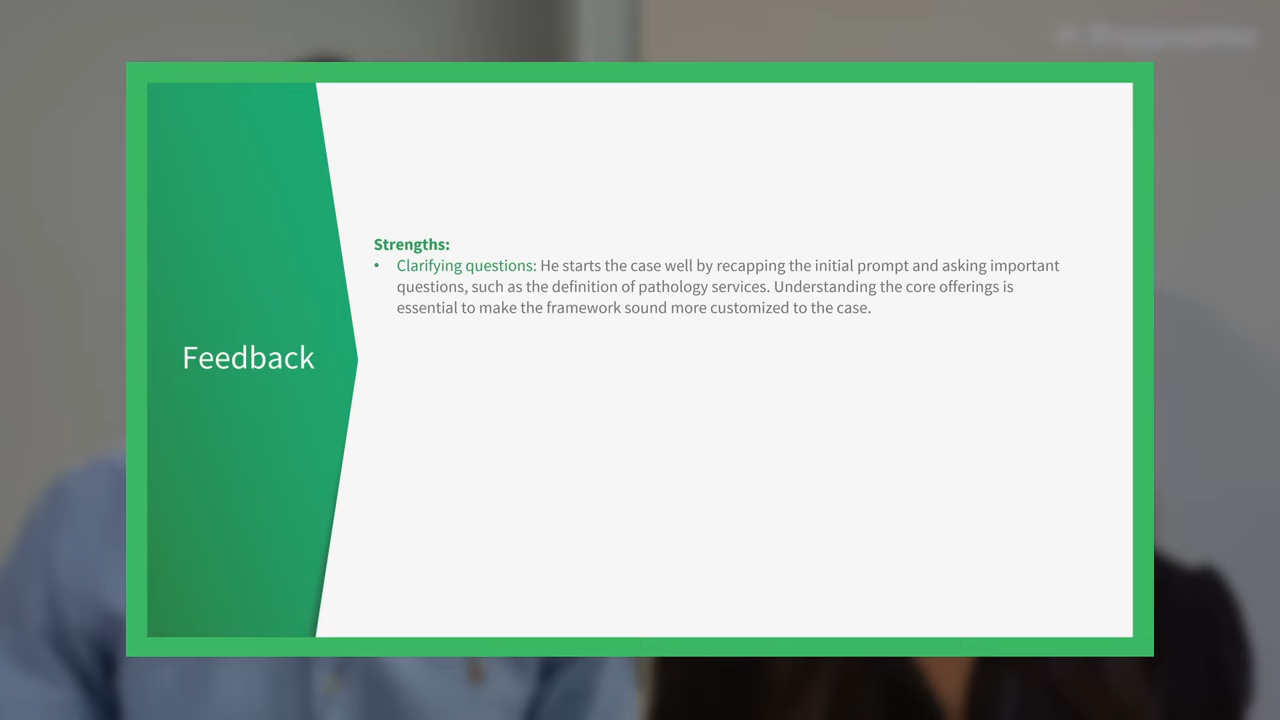 Feedback
Strengths:
• Clarifying questions: He starts the case well by recapping the initial prompt and asking important
questions, such as the definition of pathology services. Understanding the core offerings is
essential to make the framework sound more customized to the case.